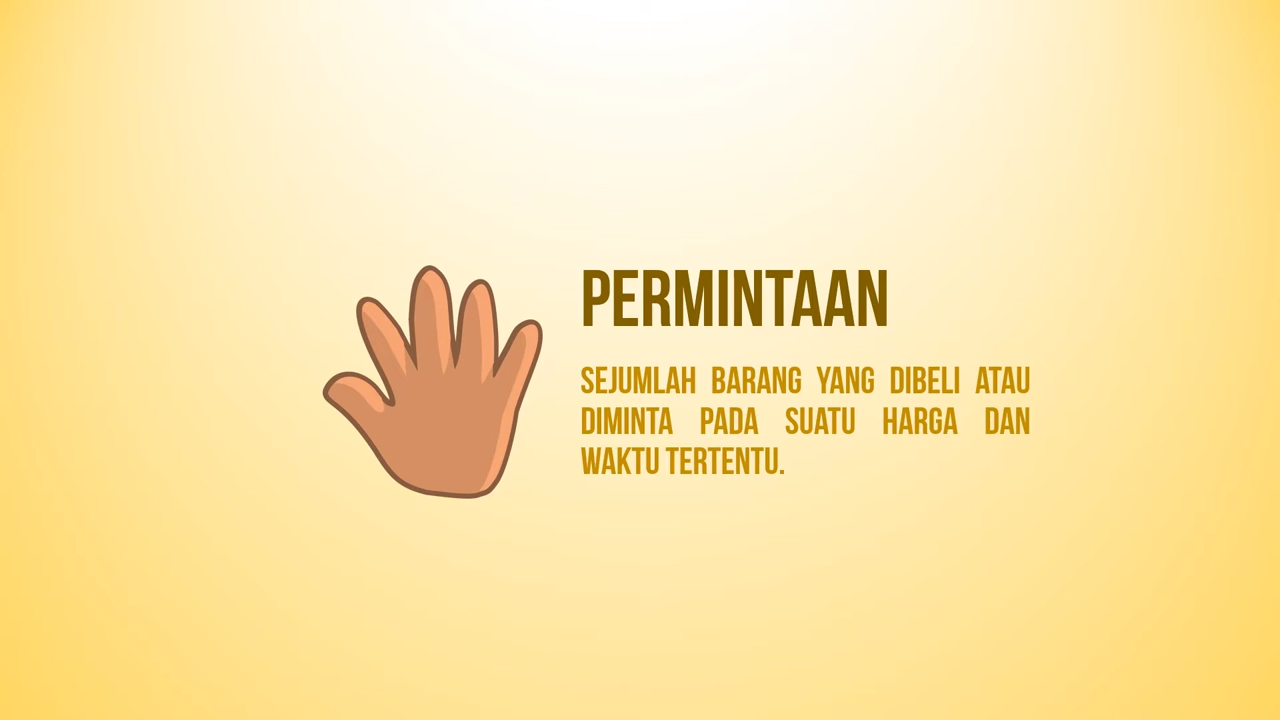 PERMINTAAN
SEJUMLAH BARANG YANG DIBELI ATAU
DIMINTA PADA SUATU HARGA DAN
WAKTU TERTENTU.